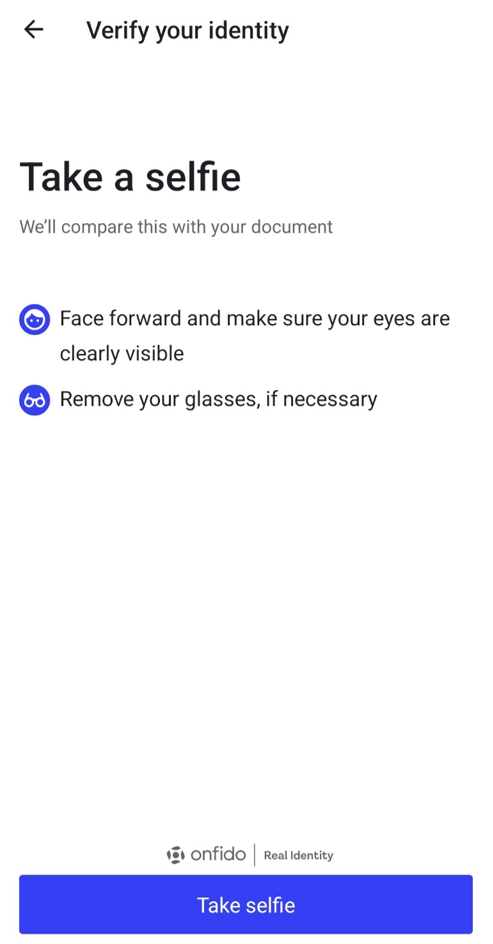 Verify your identity
Take a selfie
We'll compare this with your document
Face forward and make sure your eyes are
clearly visible
Remove your glasses, if necessary
onfido | Real Identity
Take selfie